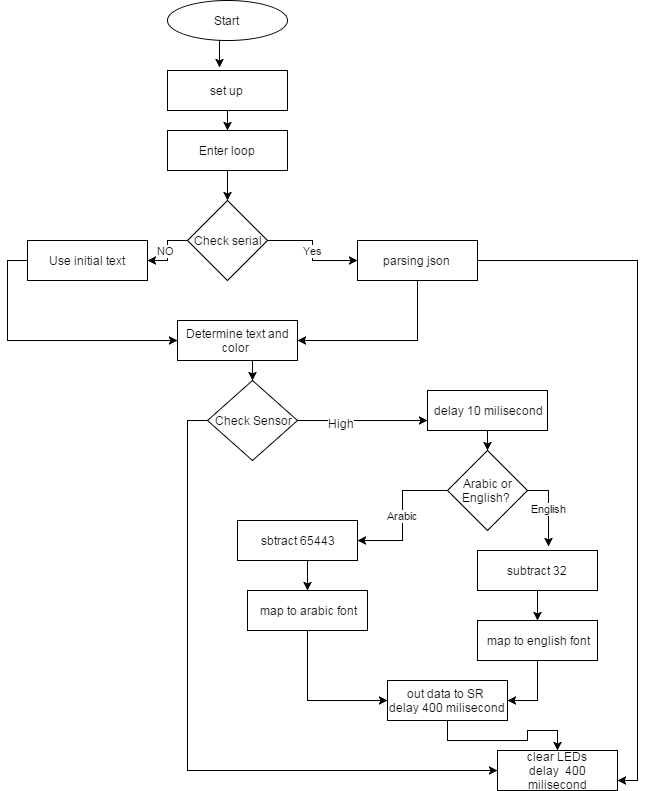 Start
set up
Enter loop
Check serial
NO
Yes
Use initial text
parsing json
Determine text and
color
Check Sensor
High
delay 10 milisecond
Arabic or
English?
Arabic
English
sbtract 65443
subtract 32
map to arabic font
map to english font
out data to SR
delay 400 milisecond
clear LEDs
delay 400
milisecond